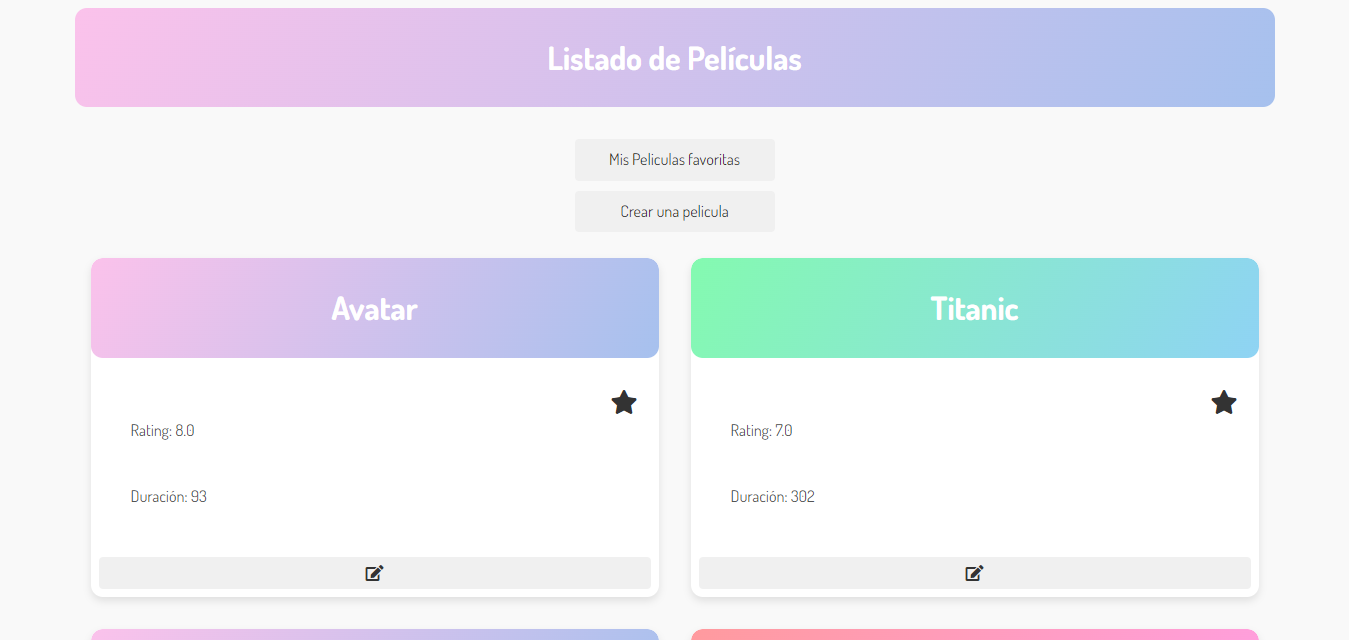 Listado de Películas
Mis Peliculas favoritas
Crear una pelicula
Avatar
Titanic
Rating: 8.0
Duración: 93
Rating: 7.0
Duración: 302